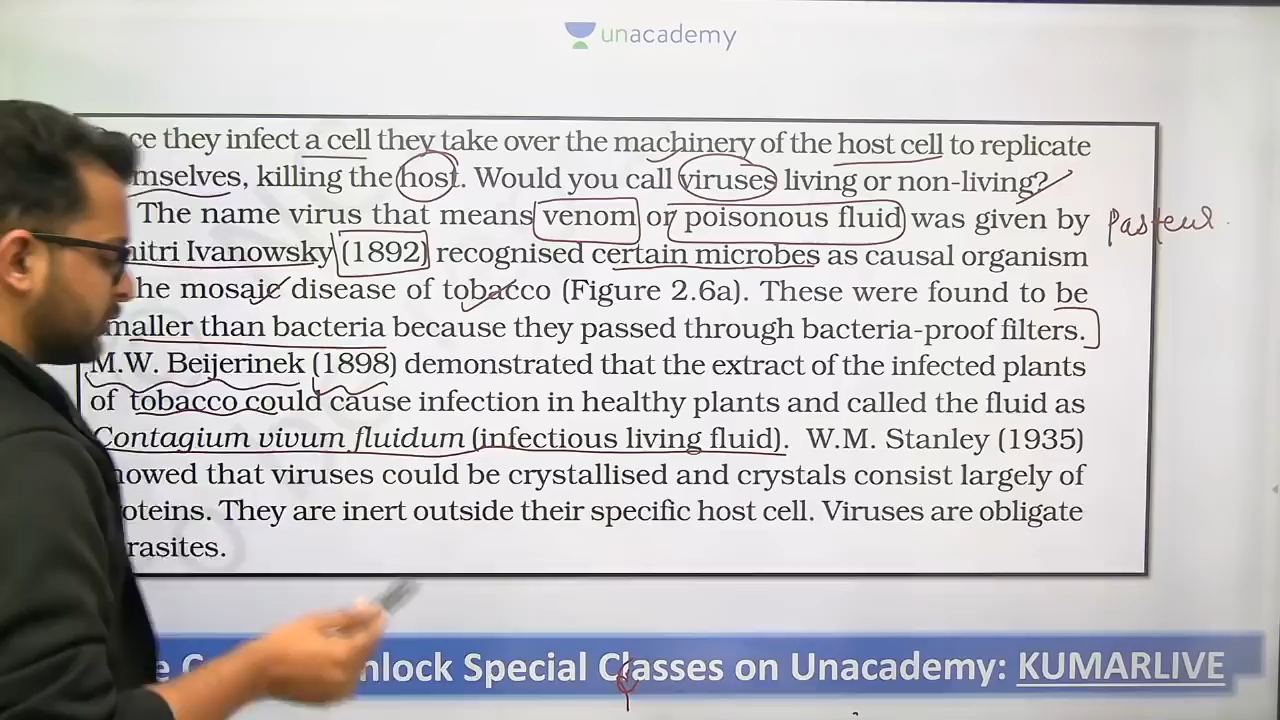 unacademy
ce they infect a cell they take over the machinery of the host cell to replicate
mselves, killing the host. Would you call viruses living or non-living?
The name virus that means venom or poisonous fluid was given by Pasteur
itri Ivanowsky (1892) recognised certain microbes as causal organism
he mosaic disease of tobacco (Figure 2.6a). These were found to be
maller than bacteria because they passed through bacteria-proof filters.
M.W. Beijerinek (1898) demonstrated that the extract of the infected plants
of tobacco could cause infection in healthy plants and called the fluid as
Contagium vivum fluidum (infectious living fluid). W.M. Stanley (1935)
howed that viruses could be crystallised and crystals consist largely of
oteins. They are inert outside their specific host cell. Viruses are obligate
rasites.
e C nlock Special Classes on Unacademy: KUMARLIVE